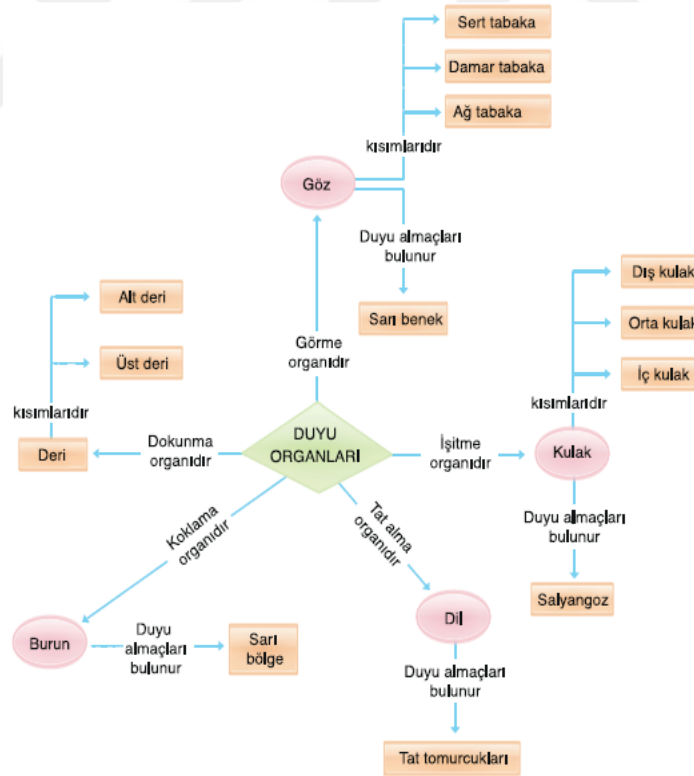 Sert tabaka
Damar tabaka
Ağ tabaka
kısımlarıdır
Göz
Duyu almaçları
bulunur
Sarı benek
Görme
organıdır
Alt deri
Üst deri
kısımlarıdır
Deri
Dokunma
organıdır
DUYU
ORGANLARI
İşitme
organıdır
Kulak
kısımlarıdır
Dış kulak
Orta kulak
İç kulak
Duyu almaçları
bulunur
Salyangoz
Koklama
organıdır
Burun
Duyu
almaçları
bulunur
Sarı
bölge
Tat alma
organıdır
Dil
Duyu almaçları
bulunur
Tat tomurcukları